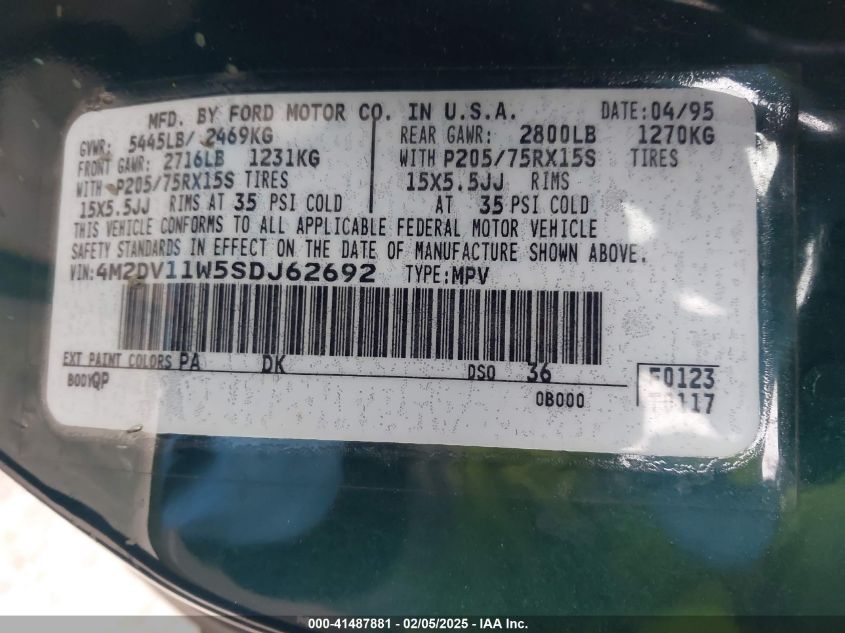 MFD. BY FORD MOTOR CO. IN U.S.A. DATE:04/95
GVWR: 5445LB/ 2469KG REAR GAWR: 2800LB 1270KG
FRONT GAWR: 2716LB 1231KG WITH P205/75RX15S TIRES
WITH P205/75RX15S TIRES 15X5.5JJ RIMS
15X5.5JJ RIMS AT 35 PSI COLD AT 35 PSI COLD
THIS VEHICLE CONFORMS TO ALL APPLICABLE FEDERAL MOTOR VEHICLE
SAFETY STANDARDS IN EFFECT ON THE DATE OF MANUFACTURE SHOWN ABOVE.
VIN:4M2DV11W5SDJ62692 TYPE:MPV
EXT PAINT COLORS PA DK DSO 36 F0123
BODYQP 0B000
000-41487881 - 02/05/2025 - IAA Inc.